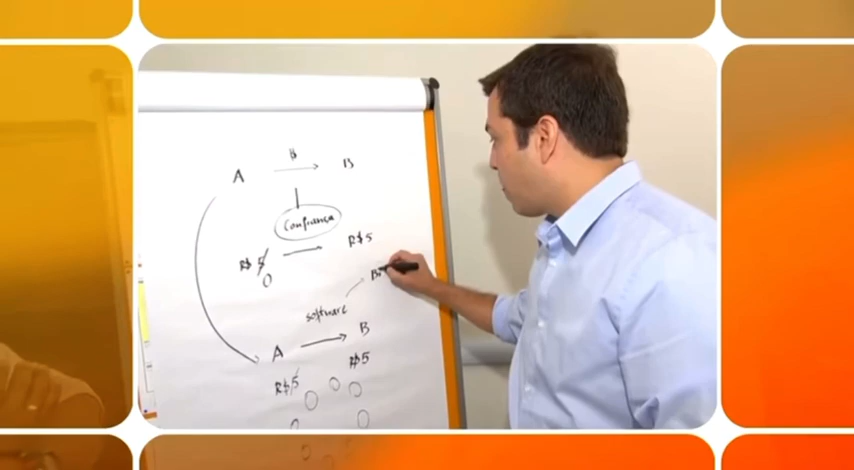 $
A → B
Confiança
R$ 5 → R$5
0
B
software
A → B
R$5 R$5